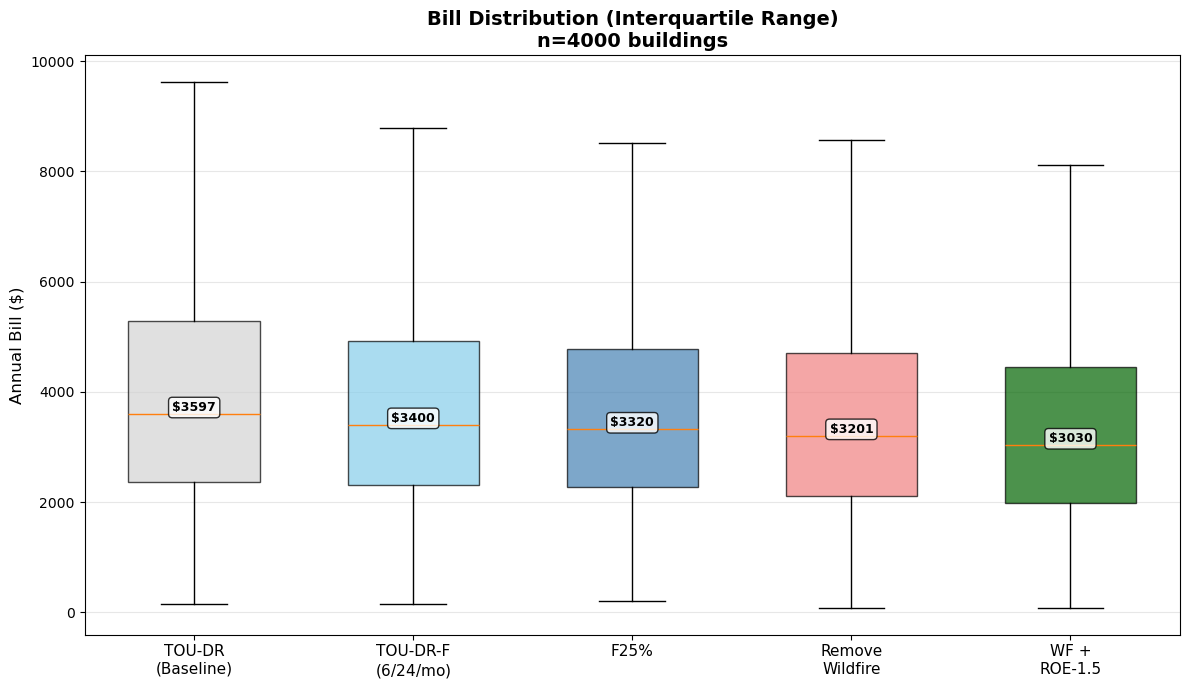 Bill Distribution (Interquartile Range)
n=4000 buildings
Annual Bill ($)
10000
8000
6000
4000
2000
0
$3597
$3400
$3320
$3201
$3030
TOU-DR
(Baseline)
TOU-DR-F
(6/24/mo)
F25%
Remove
Wildfire
WF +
ROE-1.5